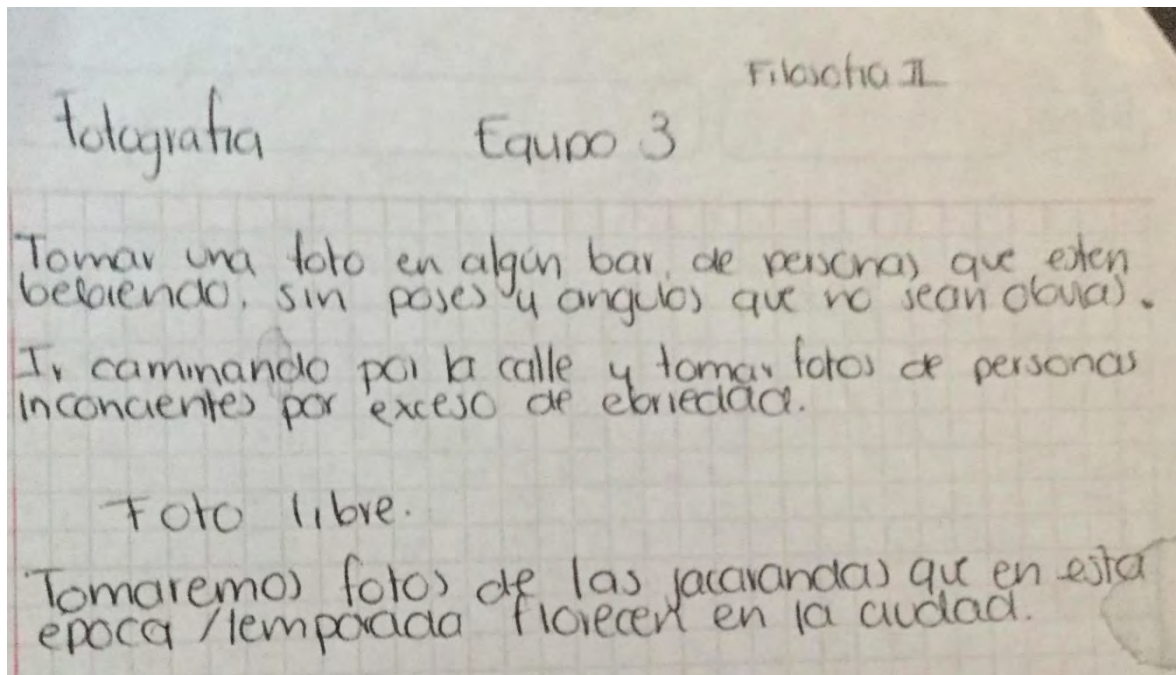 Filosofia II
Fotografia Equipo 3
Tomar una foto en algún bar, de personas que esten
bebiendo, sin poses y angulos que no sean obvias.
Ir caminando por la calle y tomar fotos de personas
inconcientes por exceso de ebriedad.
Foto libre.
Tomaremos fotos de las jacarandas que en esta
epoca / temporada florecen en la ciudad.